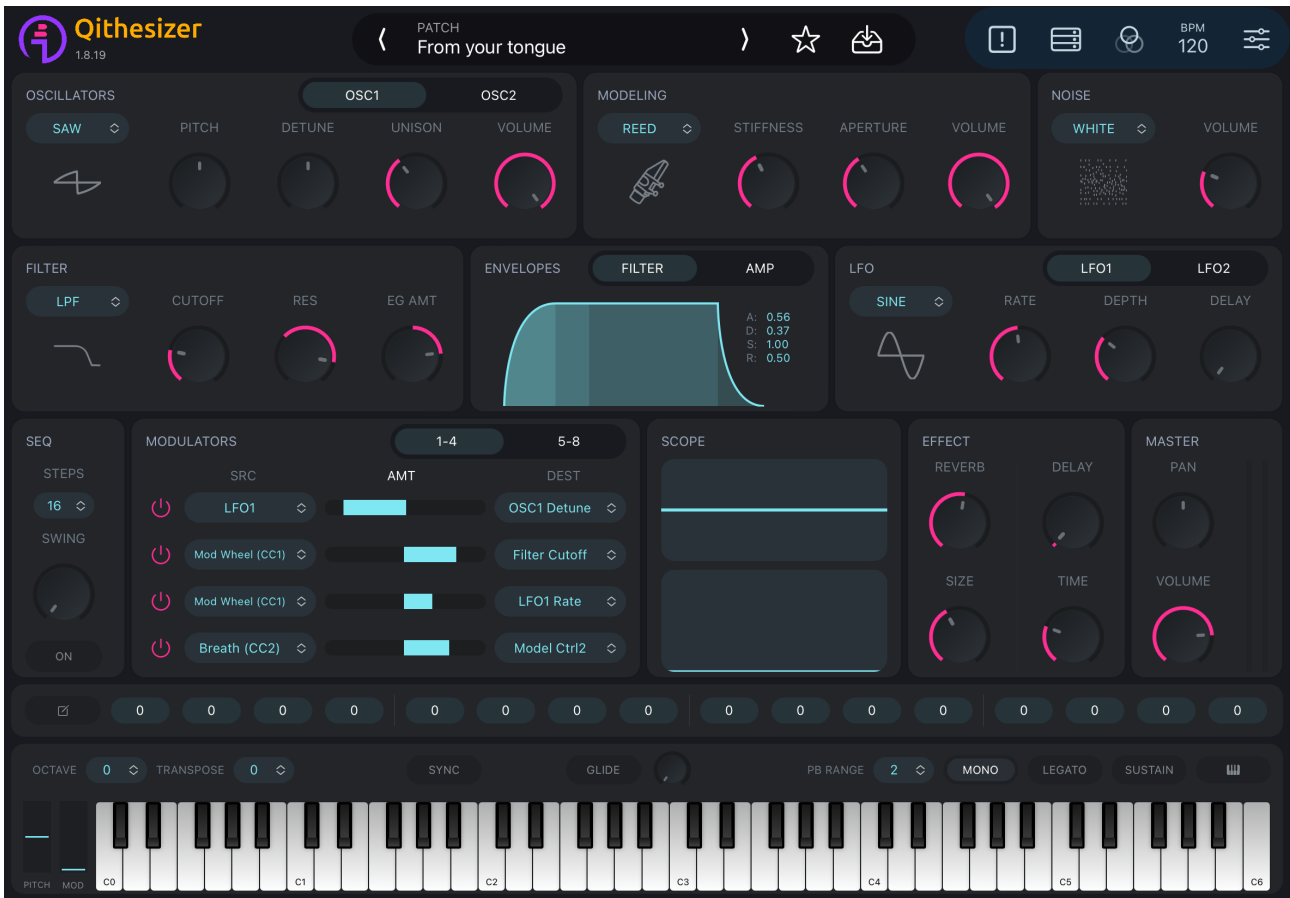 Qithesizer
1.8.19
PATCH
From your tongue
BPM
120
OSCILLATORS
OSC1 OSC2
SAW PITCH DETUNE UNISON VOLUME
MODELING
REED STIFFNESS APERTURE VOLUME
NOISE
WHITE VOLUME
FILTER
LPF CUTOFF RES EG AMT
ENVELOPES FILTER AMP
A: 0.56
D: 0.37
S: 1.00
R: 0.50
LFO LFO1 LFO2
SINE RATE DEPTH DELAY
SEQ
STEPS
16
SWING
ON
MODULATORS 1-4 5-8
SRC AMT DEST
LFO1 OSC1 Detune
Mod Wheel (CC1) Filter Cutoff
Mod Wheel (CC1) LFO1 Rate
Breath (CC2) Model Ctrl2
SCOPE
EFFECT
REVERB DELAY
SIZE TIME
MASTER
PAN
VOLUME
0 0 0 0 0 0 0 0 0 0 0 0 0 0 0 0
OCTAVE 0 TRANSPOSE 0 SYNC GLIDE PB RANGE 2 MONO LEGATO SUSTAIN
PITCH MOD C0 C1 C2 C3 C4 C5 C6